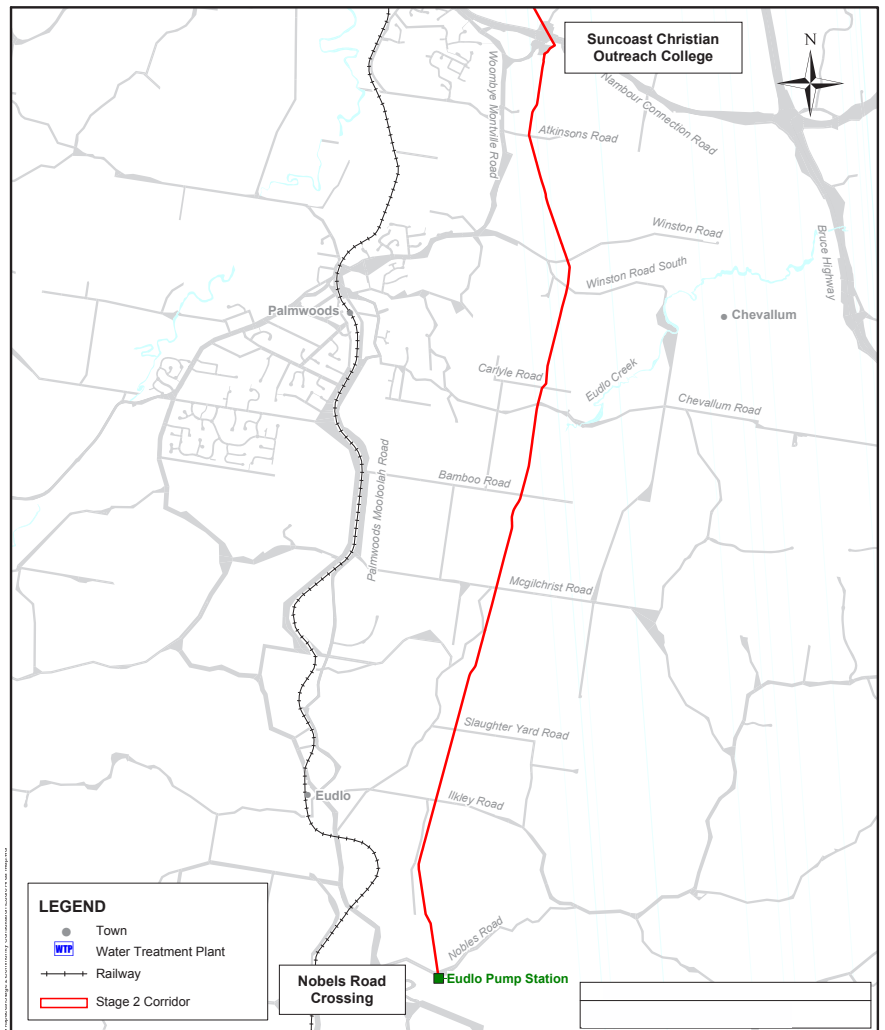 Suncoast Christian
Outreach College
N
Woombye Montville Road
Nambour Connection Road
Atkinsons Road
Winston Road
Bruce Highway
Winston Road South
Palmwoods
Chevallum
Carlyle Road
Eudlo Creek
Chevallum Road
Palmwoods Mooloolah Road
Bamboo Road
Mcgilchrist Road
Slaughter Yard Road
Eudlo
Ilkley Road
LEGEND
Town
WTP
Water Treatment Plant
Railway
Stage 2 Corridor
Nobles Road
Nobels Road
Crossing
Eudlo Pump Station